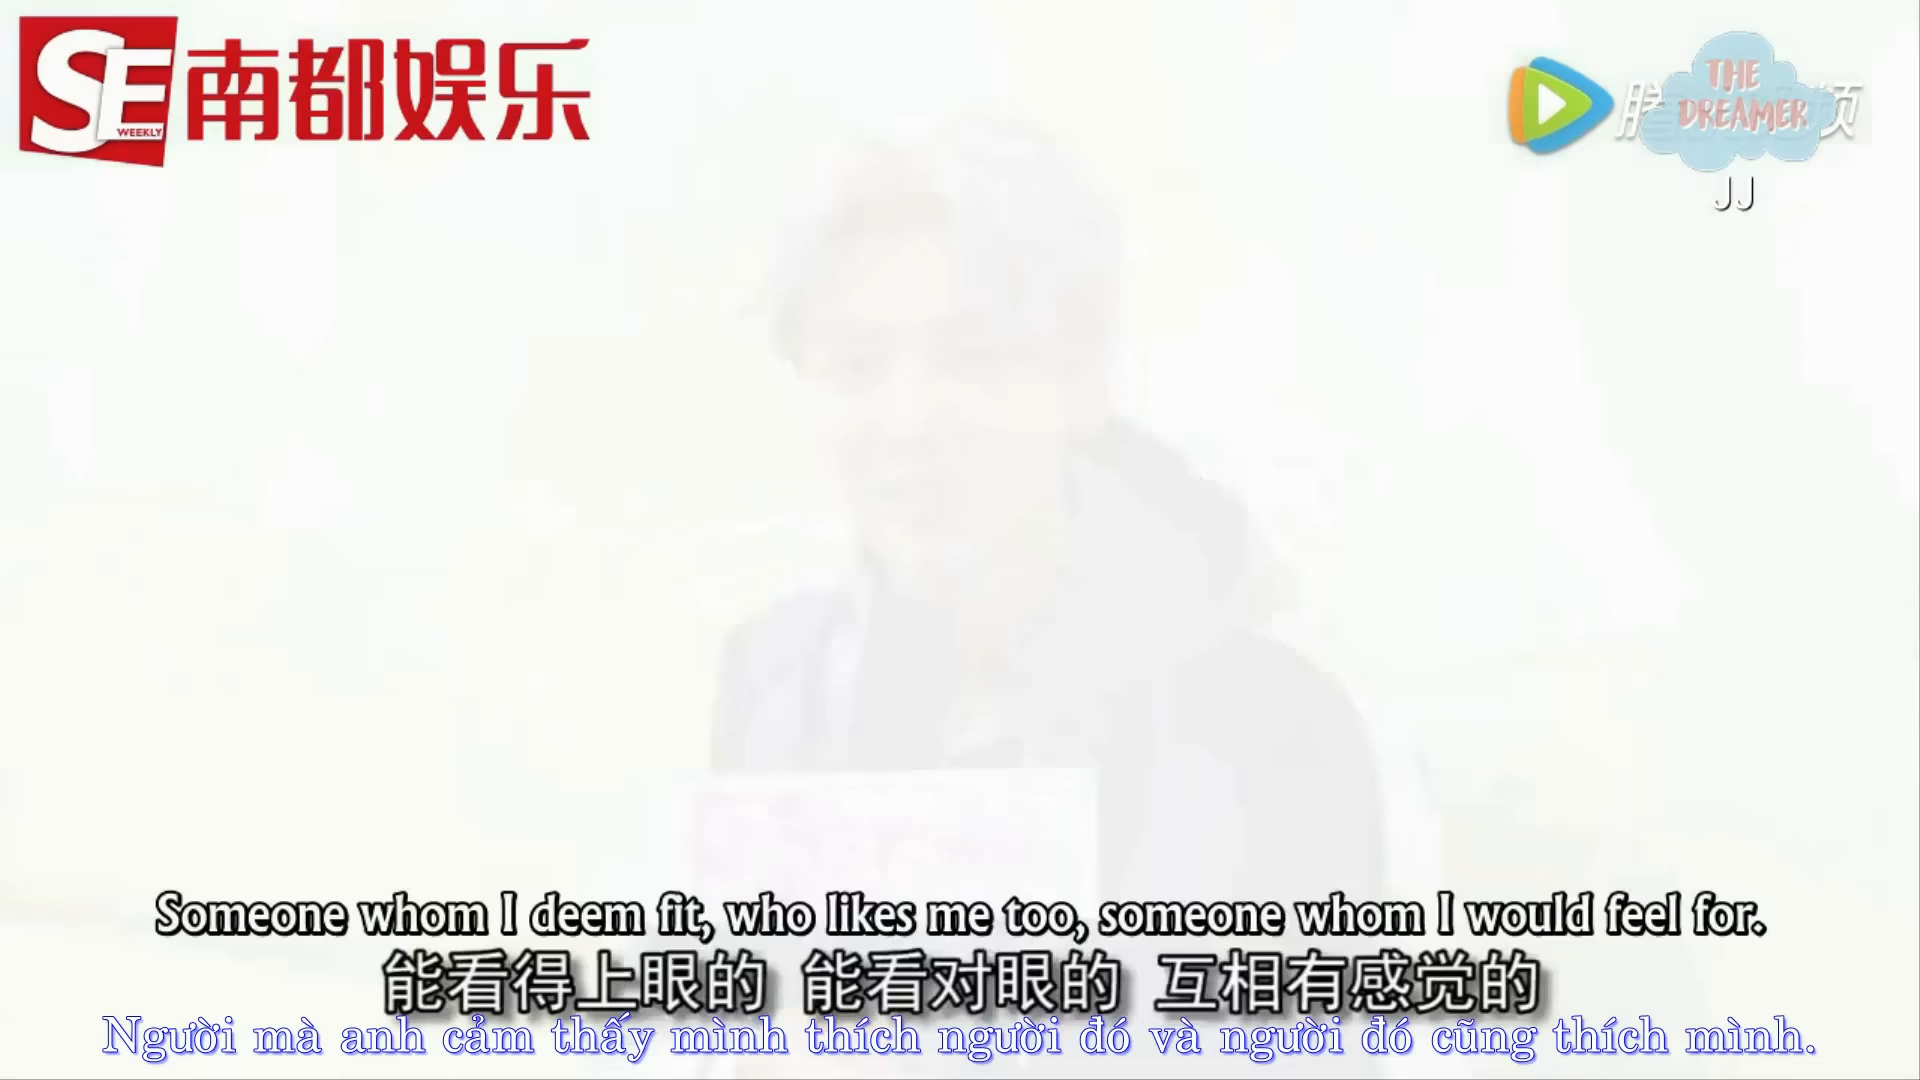 SE WEEKLY 南都娱乐
THE
DREAMER
JJ
Someone whom I deem fit, who likes me too, someone whom I would feel for.
能看得上眼的 能看对眼的 互相有感觉的
Người mà anh cảm thấy mình thích người đó và người đó cũng thích mình.